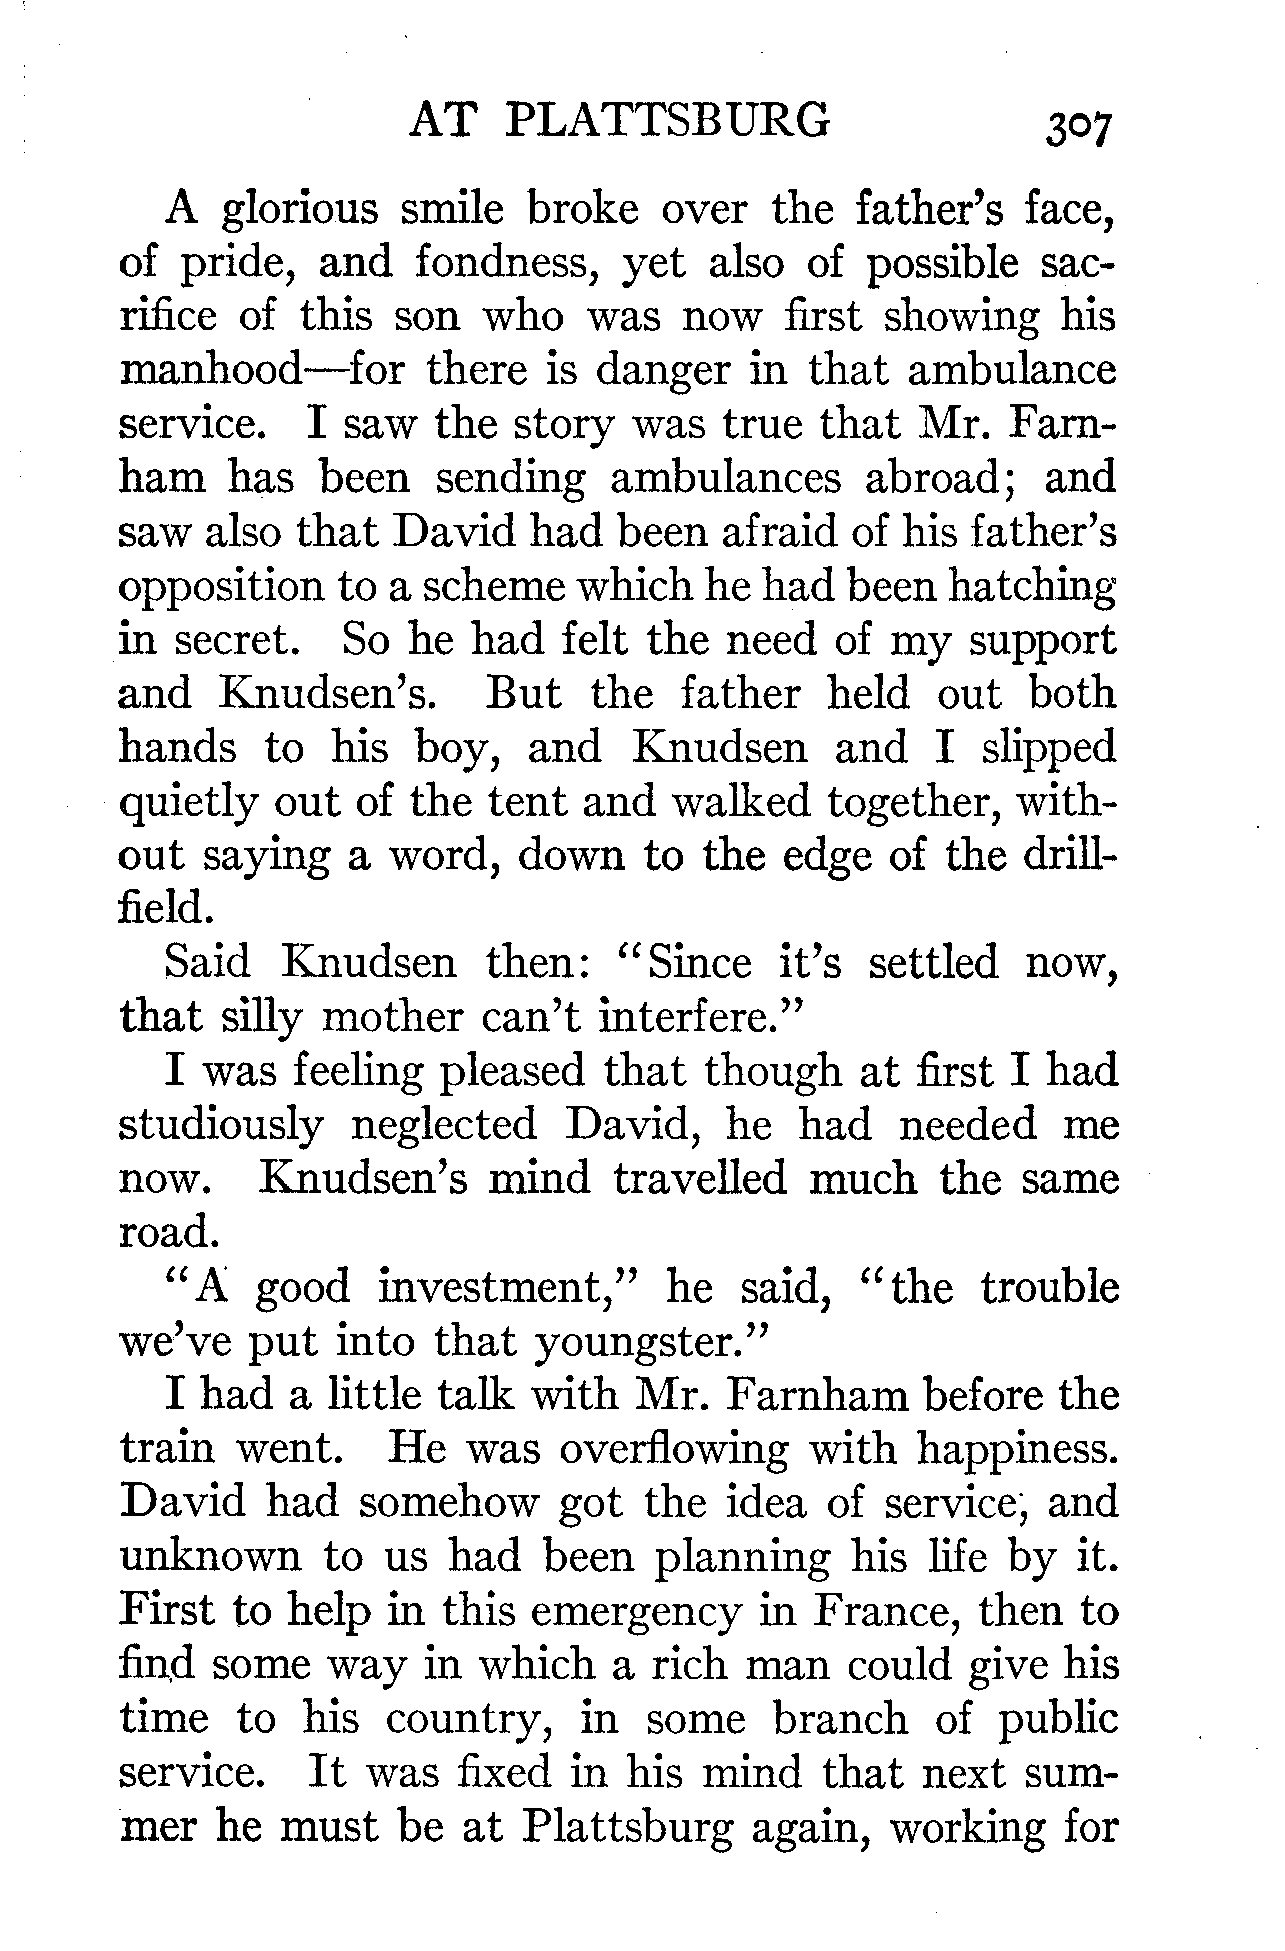 AT PLATTSBURG 307
A glorious smile broke over the father's face,
of pride, and fondness, yet also of possible sac-
rifice of this son who was now first showing his
manhood—for there is danger in that ambulance
service. I saw the story was true that Mr. Farn-
ham has been sending ambulances abroad; and
saw also that David had been afraid of his father's
opposition to a scheme which he had been hatching
in secret. So he had felt the need of my support
and Knudsen's. But the father held out both
hands to his boy, and Knudsen and I slipped
quietly out of the tent and walked together, with-
out saying a word, down to the edge of the drill-
field.
Said Knudsen then: "Since it's settled now,
that silly mother can't interfere."
I was feeling pleased that though at first I had
studiously neglected David, he had needed me
now. Knudsen's mind travelled much the same
road.
"A good investment," he said, "the trouble
we've put into that youngster."
I had a little talk with Mr. Farnham before the
train went. He was overflowing with happiness.
David had somehow got the idea of service, and
unknown to us had been planning his life by it.
First to help in this emergency in France, then to
find some way in which a rich man could give his
time to his country, in some branch of public
service. It was fixed in his mind that next sum-
mer he must be at Plattsburg again, working for